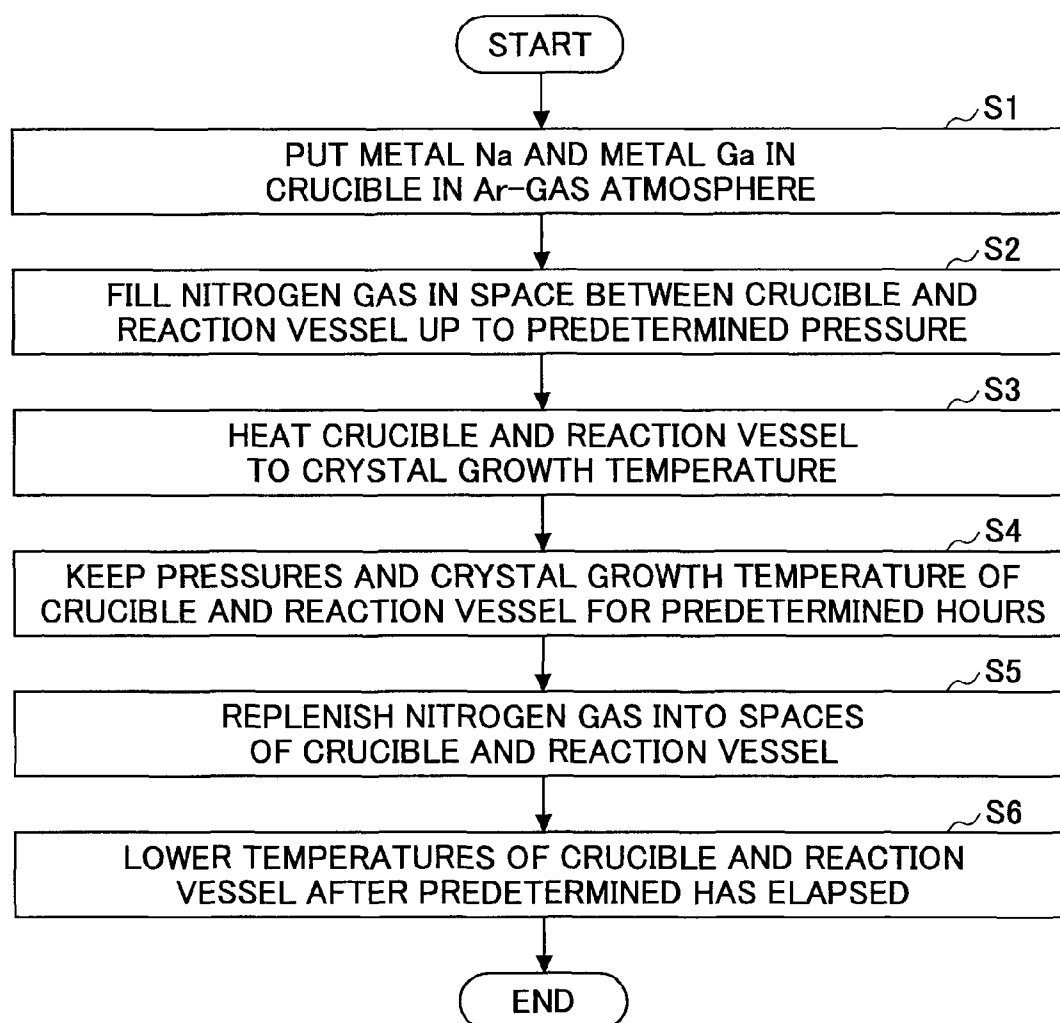 START
S1
PUT METAL Na AND METAL Ga IN
CRUCIBLE IN Ar-GAS ATMOSPHERE
S2
FILL NITROGEN GAS IN SPACE BETWEEN CRUCIBLE AND
REACTION VESSEL UP TO PREDETERMINED PRESSURE
S3
HEAT CRUCIBLE AND REACTION VESSEL
TO CRYSTAL GROWTH TEMPERATURE
S4
KEEP PRESSURES AND CRYSTAL GROWTH TEMPERATURE OF
CRUCIBLE AND REACTION VESSEL FOR PREDETERMINED HOURS
S5
REPLENISH NITROGEN GAS INTO SPACES
OF CRUCIBLE AND REACTION VESSEL
S6
LOWER TEMPERATURES OF CRUCIBLE AND REACTION
VESSEL AFTER PREDETERMINED HAS ELAPSED
END